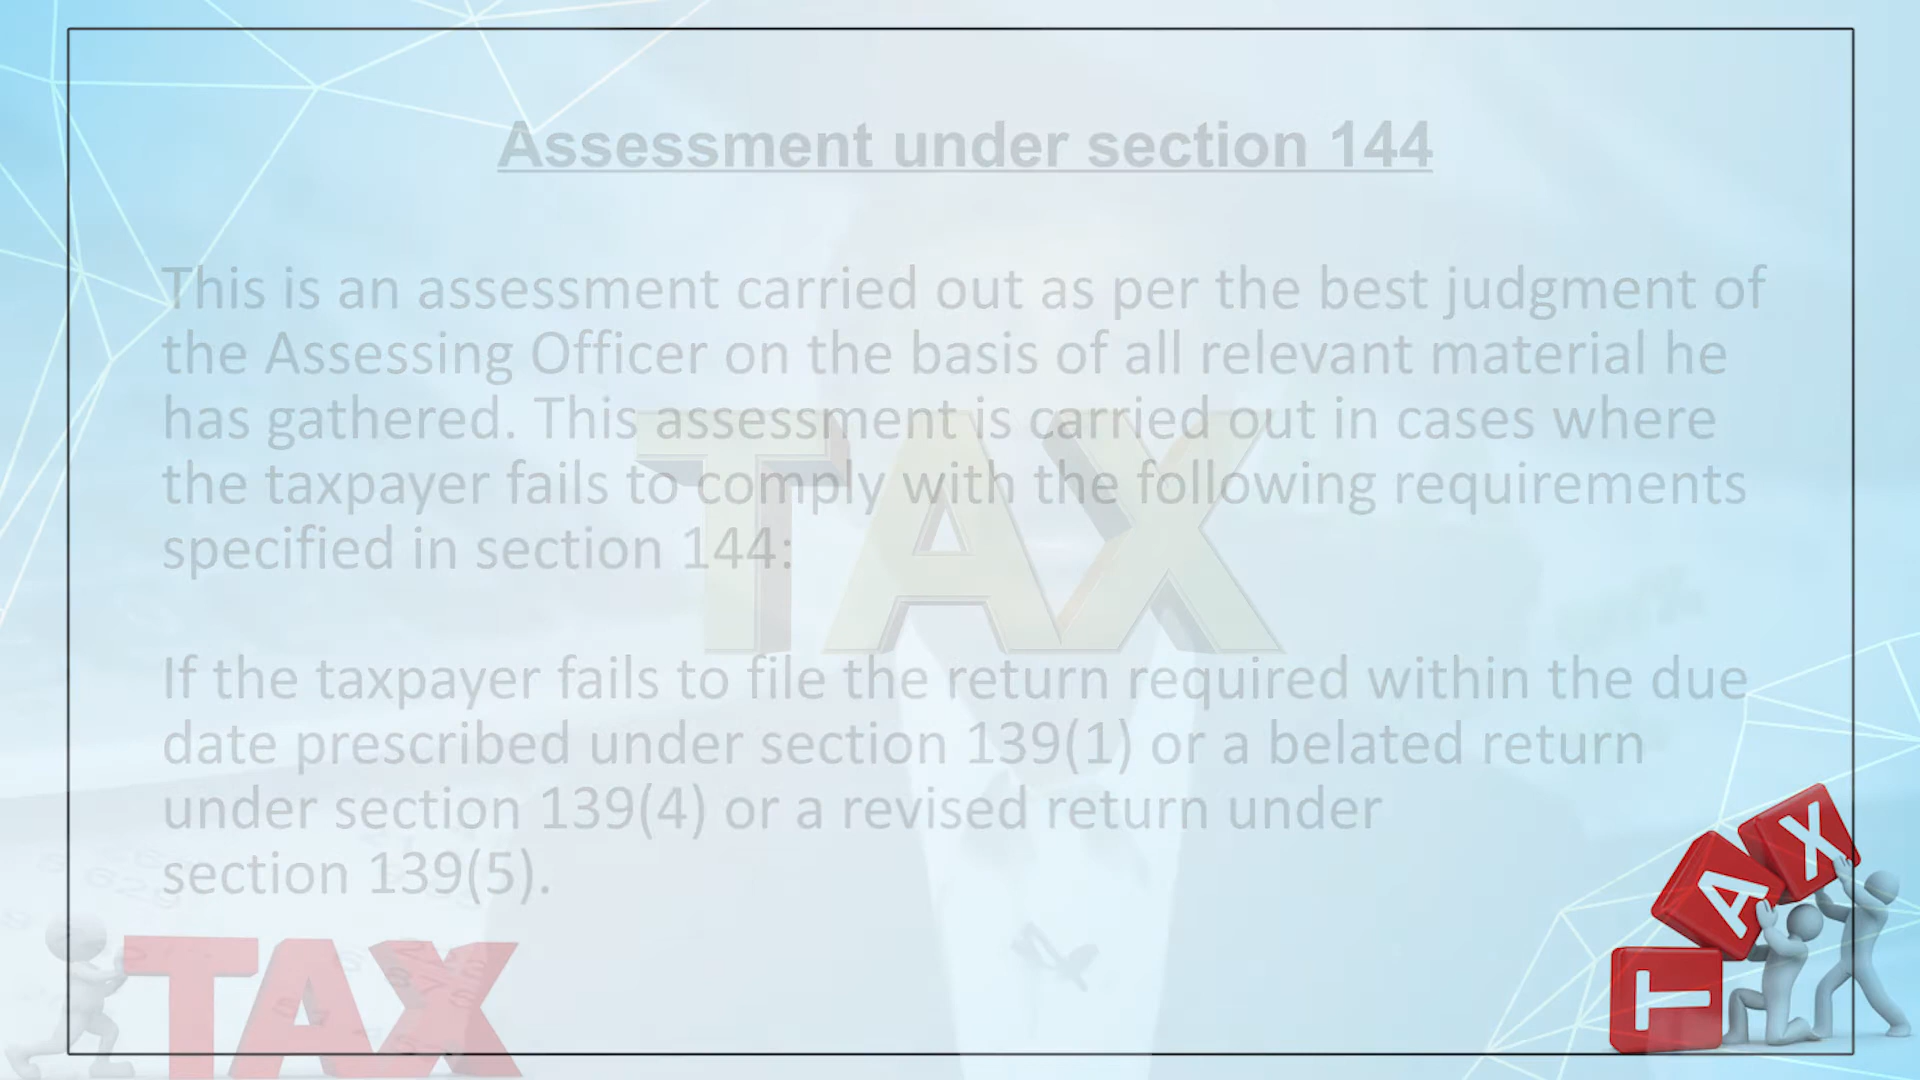 Assessment under section 144
This is an assessment carried out as per the best judgment of
the Assessing Officer on the basis of all relevant material he
has gathered. This assessment is carried out in cases where
the taxpayer fails to comply with the following requirements
specified in section 144:
TAX
If the taxpayer fails to file the return required within the due
date prescribed under section 139(1) or a belated return
under section 139(4) or a revised return under
section 139(5).
TAX
TAX